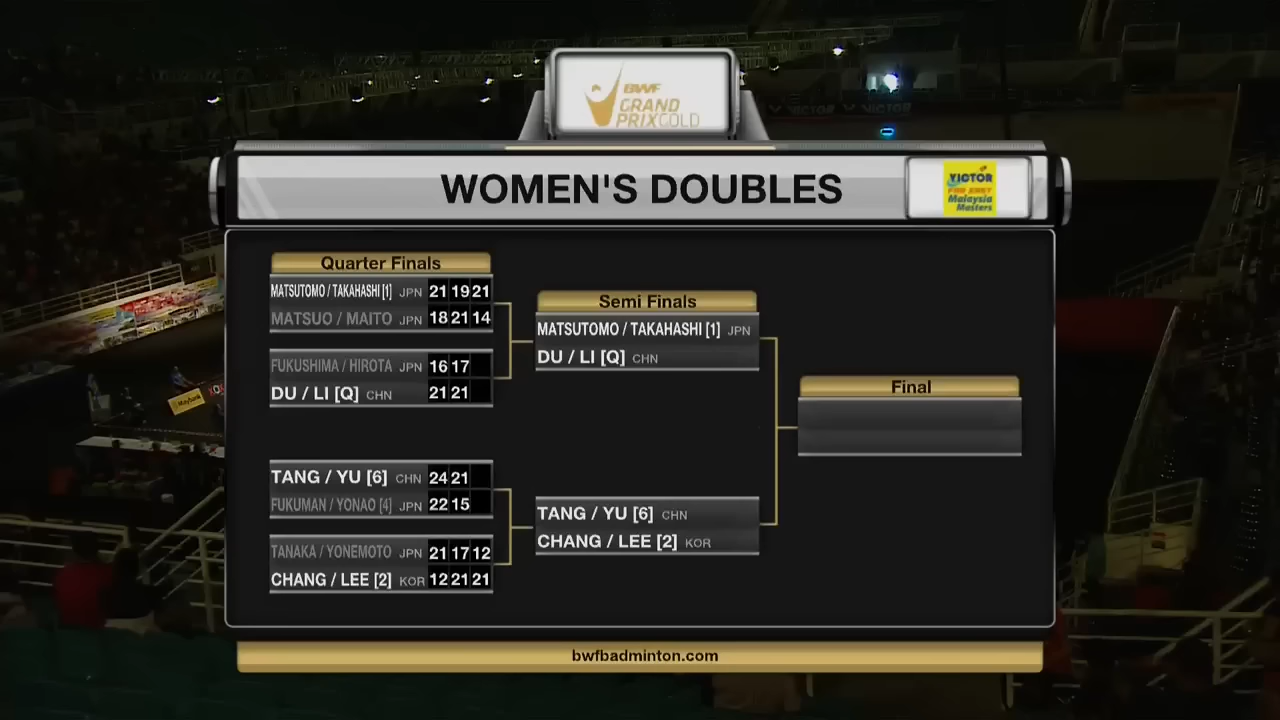 BWF
GRAND
PRIXGOLD
WOMEN'S DOUBLES
VICTOR
Malaysia
Masters
VICTOR VICTOR
Quarter Finals
MATSUTOMO / TAKAHASHI [1] JPN 21 19 21
MATSUO / MAITO JPN 18 21 14
FUKUSHIMA / HIROTA JPN 16 17
DU / LI [Q] CHN 21 21
TANG / YU [6] CHN 24 21
FUKUMAN / YONAO [4] JPN 22 15
TANAKA / YONEMOTO JPN 21 17 12
CHANG / LEE [2] KOR 12 21 21
Semi Finals
MATSUTOMO / TAKAHASHI [1] JPN
DU / LI [Q] CHN
TANG / YU [6] CHN
CHANG / LEE [2] KOR
Final
Maybank
bwfbadminton.com